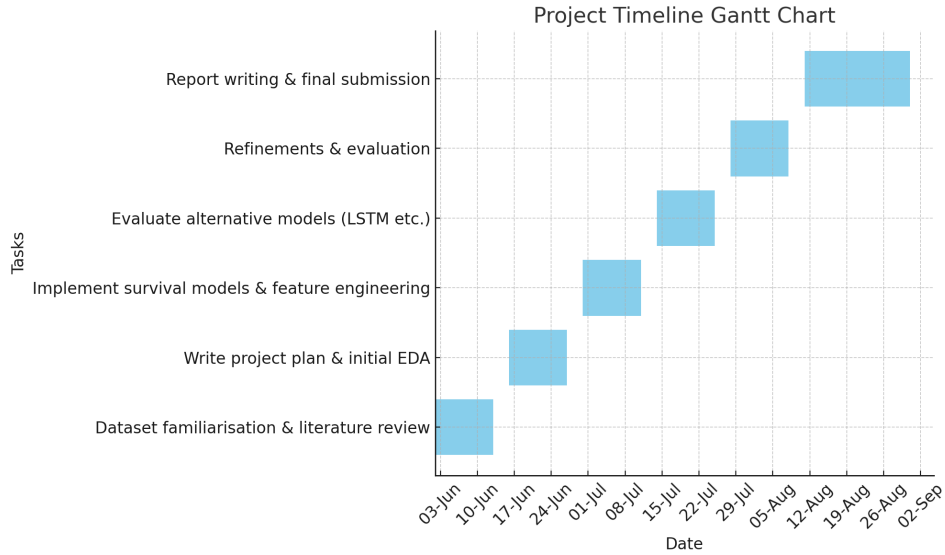 Project Timeline Gantt Chart
Report writing & final submission
Refinements & evaluation
Evaluate alternative models (LSTM etc.)
Implement survival models & feature engineering
Write project plan & initial EDA
Dataset familiarisation & literature review
Tasks
03-Jun
10-Jun
17-Jun
24-Jun
01-Jul
08-Jul
15-Jul
22-Jul
29-Jul
05-Aug
12-Aug
19-Aug
26-Aug
02-Sep
Date